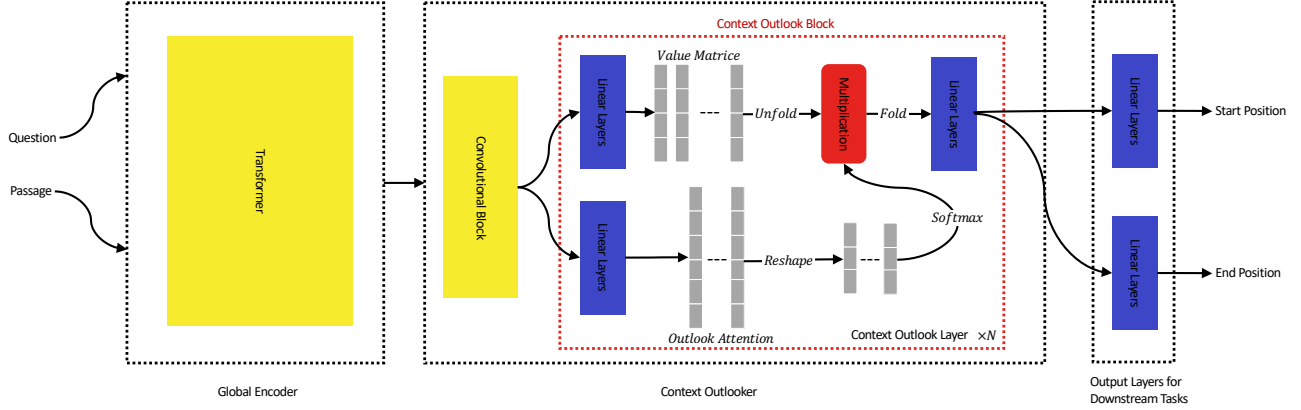 Question
Passage
Transformer
Global Encoder
Convolutional Block
Context Outlook Block
Linear Layers
Value Matrice
Unfold
Multiplication
Fold
Linear Layers
Linear Layers
Outlook Attention
Reshape
Softmax
Context Outlook Layer ×N
Context Outlooker
Linear Layers
Start Position
Linear Layers
End Position
Output Layers for
Downstream Tasks